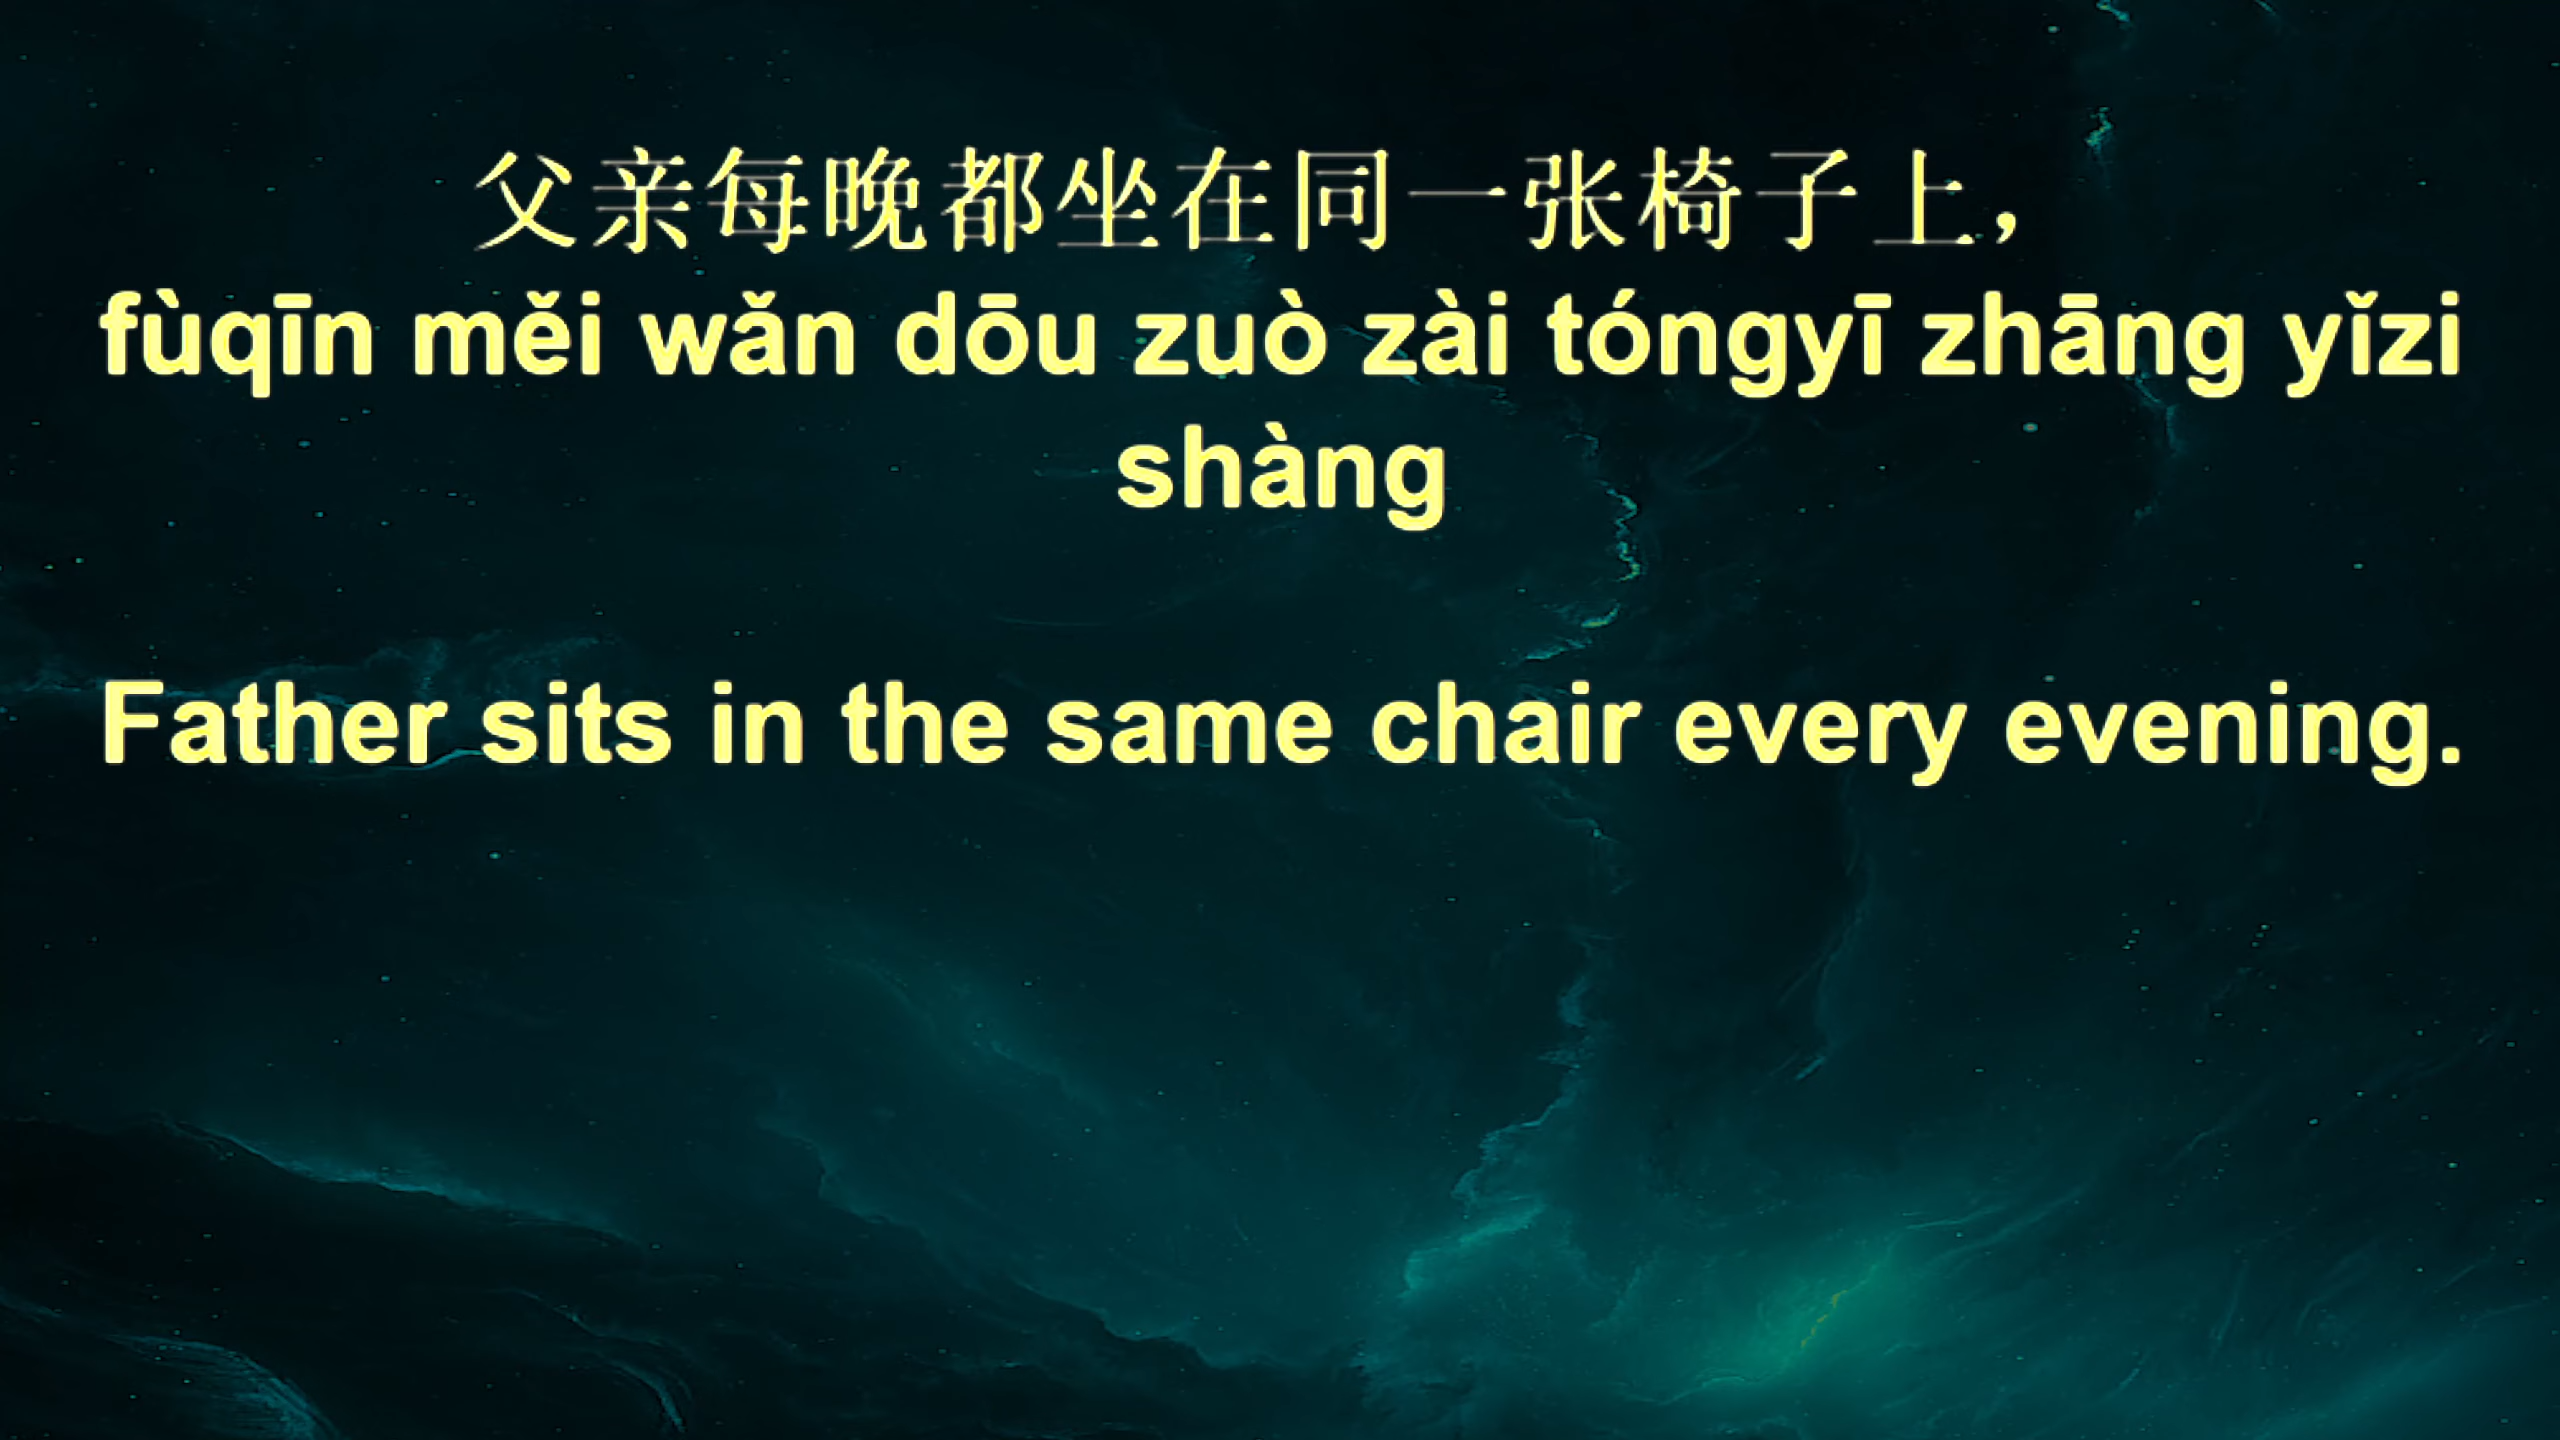 父亲每晚都坐在同一张椅子上，
fùqīn měi wǎn dōu zuò zài tóngyī zhāng yǐzi
shàng
Father sits in the same chair every evening.